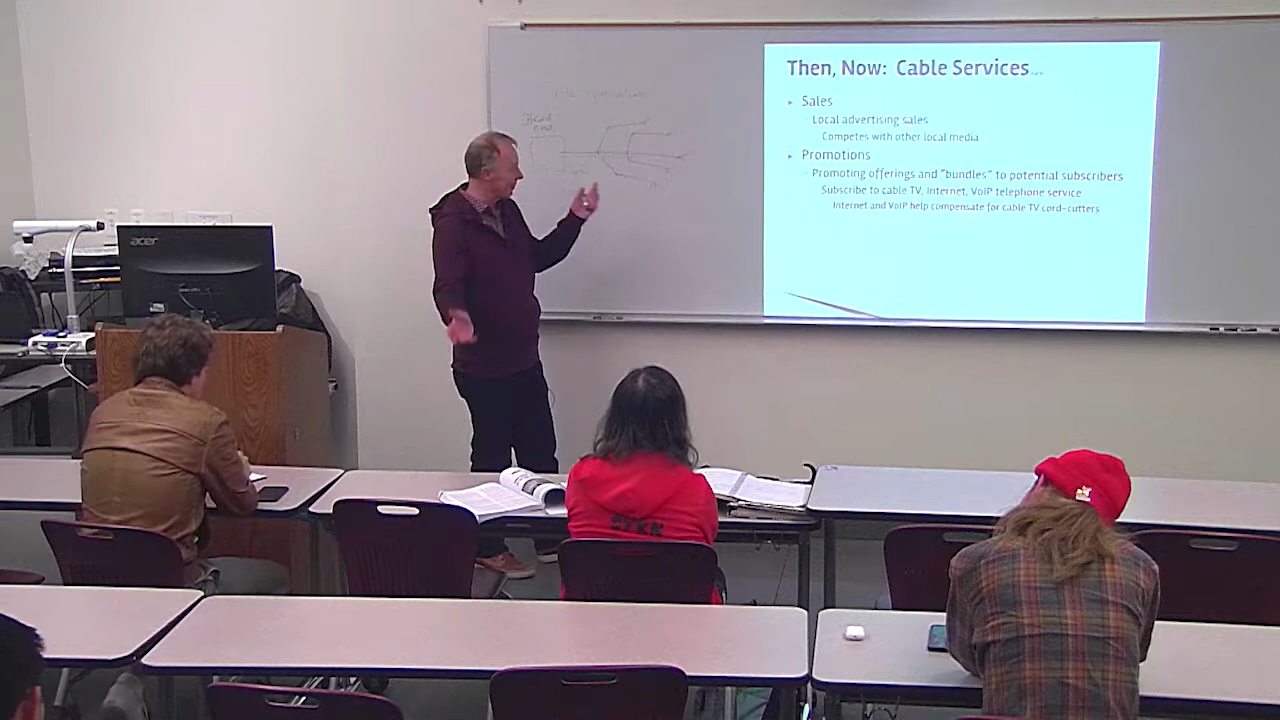 Then, Now: Cable Services
Sales
Local advertising sales
Competes with other local media
Promotions
Promoting offerings and "bundles" to potential subscribers
Subscribe to cable TV, Internet, VoIP telephone service
Internet and VoIP help compensate for cable TV cord-cutters
Head
end
acer